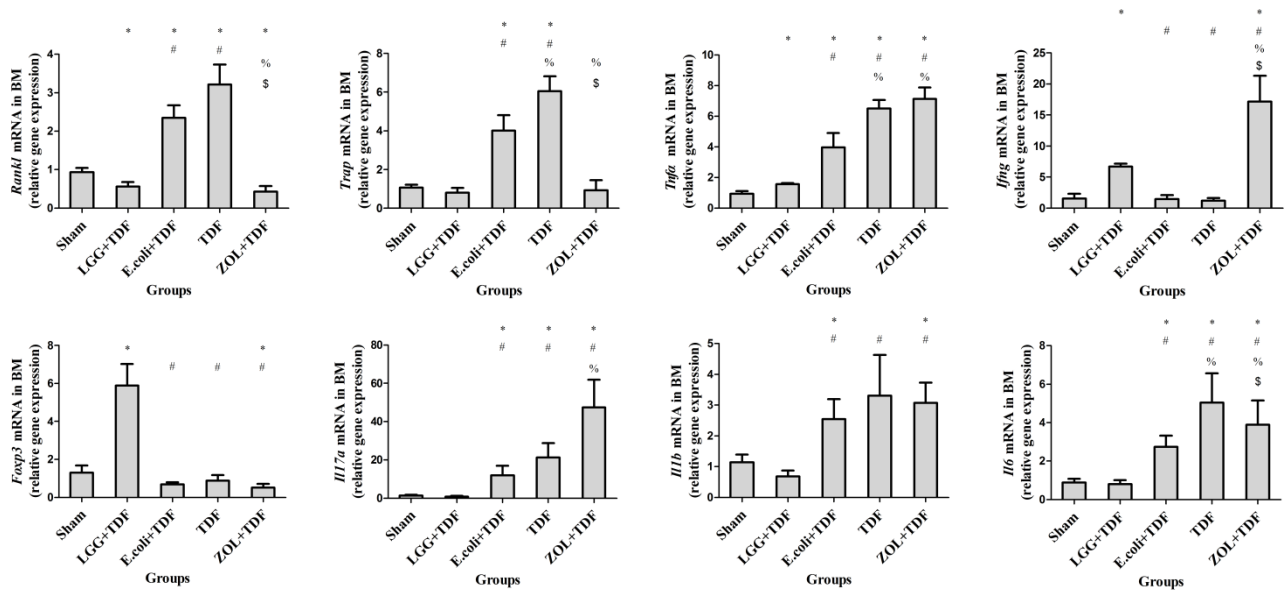 Rankl mRNA in BM
(relative gene expression)
* * * *
# # %
$
4
3
2
1
0
Sham
LGG+TDF
E.coli+TDF
TDF
ZOL+TDF
Groups
Trap mRNA in BM
(relative gene expression)
* *
# # %
% $
8
6
4
2
0
Sham
LGG+TDF
E.coli+TDF
TDF
ZOL+TDF
Groups
Tnfα mRNA in BM
(relative gene expression)
* * * *
# # #
% %
10
8
6
4
2
0
Sham
LGG+TDF
E.coli+TDF
TDF
ZOL+TDF
Groups
Ifng mRNA in BM
(relative gene expression)
* *
# # #
%
$
25
20
15
10
5
0
Sham
LGG+TDF
E.coli+TDF
TDF
ZOL+TDF
Groups
Foxp3 mRNA in BM
(relative gene expression)
* *
# # #
8
6
4
2
0
Sham
LGG+TDF
E.coli+TDF
TDF
ZOL+TDF
Groups
Il17a mRNA in BM
(relative gene expression)
* * *
# # #
%
80
60
40
20
0
Sham
LGG+TDF
E.coli+TDF
TDF
ZOL+TDF
Groups
Il1b mRNA in BM
(relative gene expression)
* *
# # #
5
4
3
2
1
0
Sham
LGG+TDF
E.coli+TDF
TDF
ZOL+TDF
Groups
Il6 mRNA in BM
(relative gene expression)
* * *
# # #
% %
$
8
6
4
2
0
Sham
LGG+TDF
E.coli+TDF
TDF
ZOL+TDF
Groups